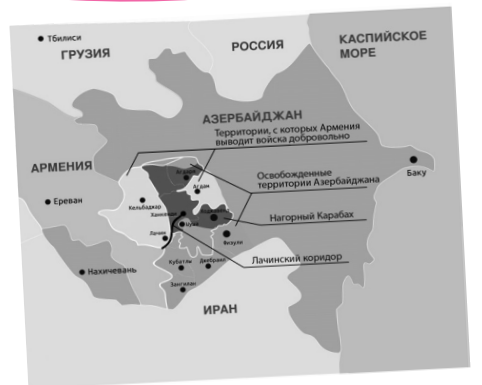 Тбилиси
ГРУЗИЯ
РОССИЯ
КАСПИЙСКОЕ
МОРЕ
АЗЕРБАЙДЖАН
Территории, с которых Армения
выводит войска добровольно
АРМЕНИЯ
Агдам
Освобожденные
территории Азербайджана
Баку
Ереван
Кельбаджар
Ханкенди
Шуша
Нагорный Карабах
Лачин
Физули
Лачинский коридор
Кубатлы
Джебраил
Нахичевань
Зангилан
ИРАН